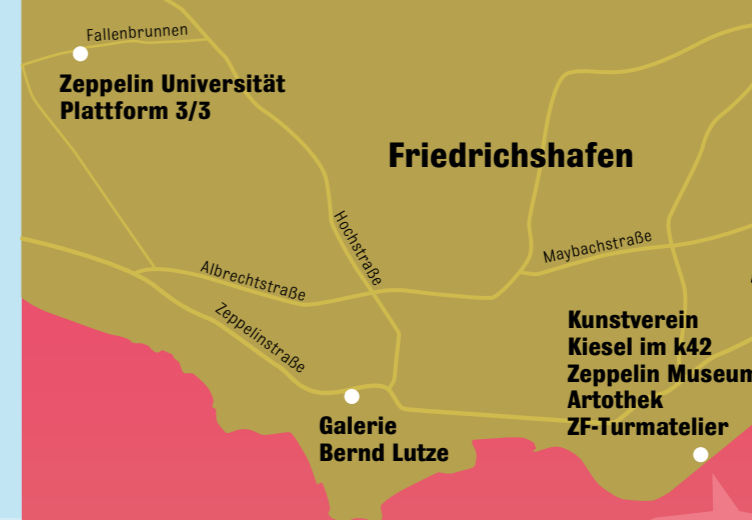 Fallenbrunnen
Zeppelin Universität
Plattform 3/3
Friedrichshafen
Hochstraße
Maybachstraße
Albrechtstraße
Zeppelinstraße
Kunstverein
Kiesel im k42
Zeppelin Museum
Artothek
ZF-Turmatelier
Galerie
Bernd Lutze